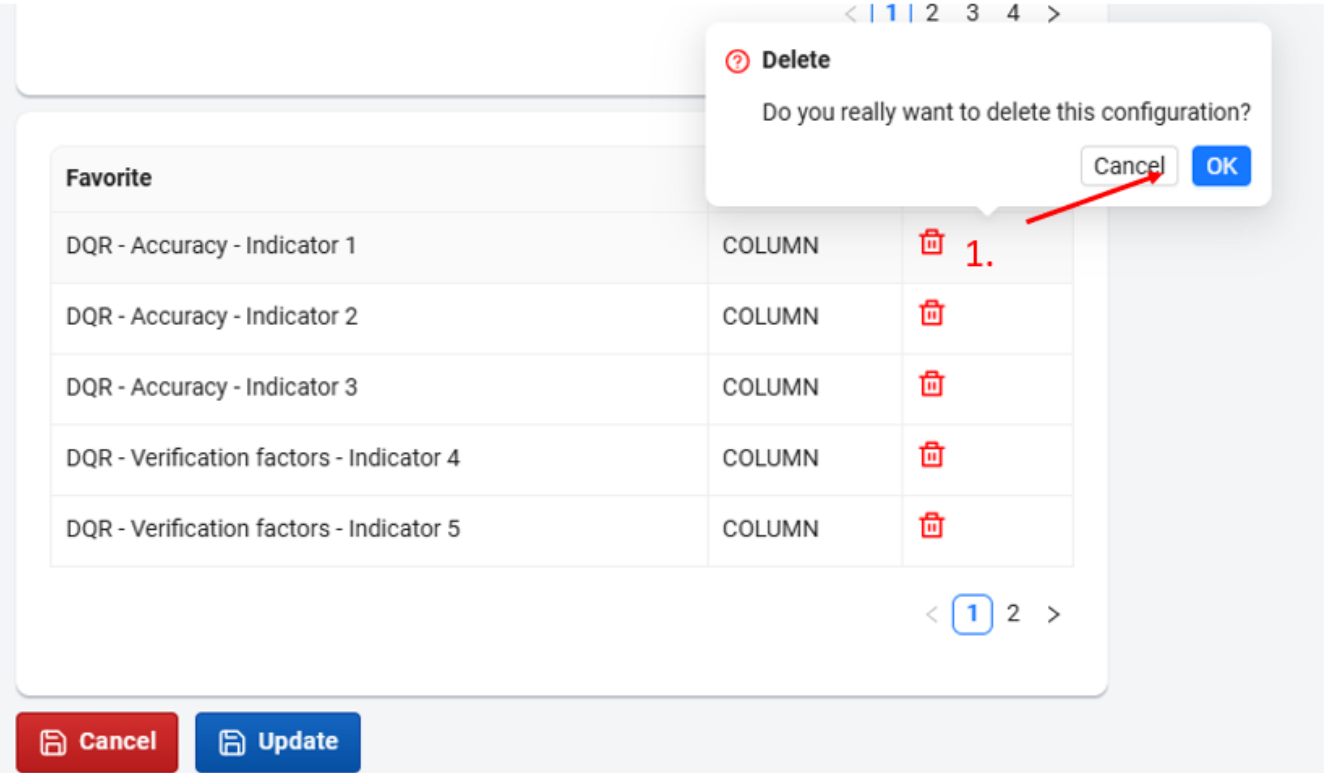 < 1 2 3 4 >
Delete
Do you really want to delete this configuration?
Cancel OK
Favorite
DQR - Accuracy - Indicator 1 COLUMN 1.
DQR - Accuracy - Indicator 2 COLUMN
DQR - Accuracy - Indicator 3 COLUMN
DQR - Verification factors - Indicator 4 COLUMN
DQR - Verification factors - Indicator 5 COLUMN
< 1 2 >
Cancel Update